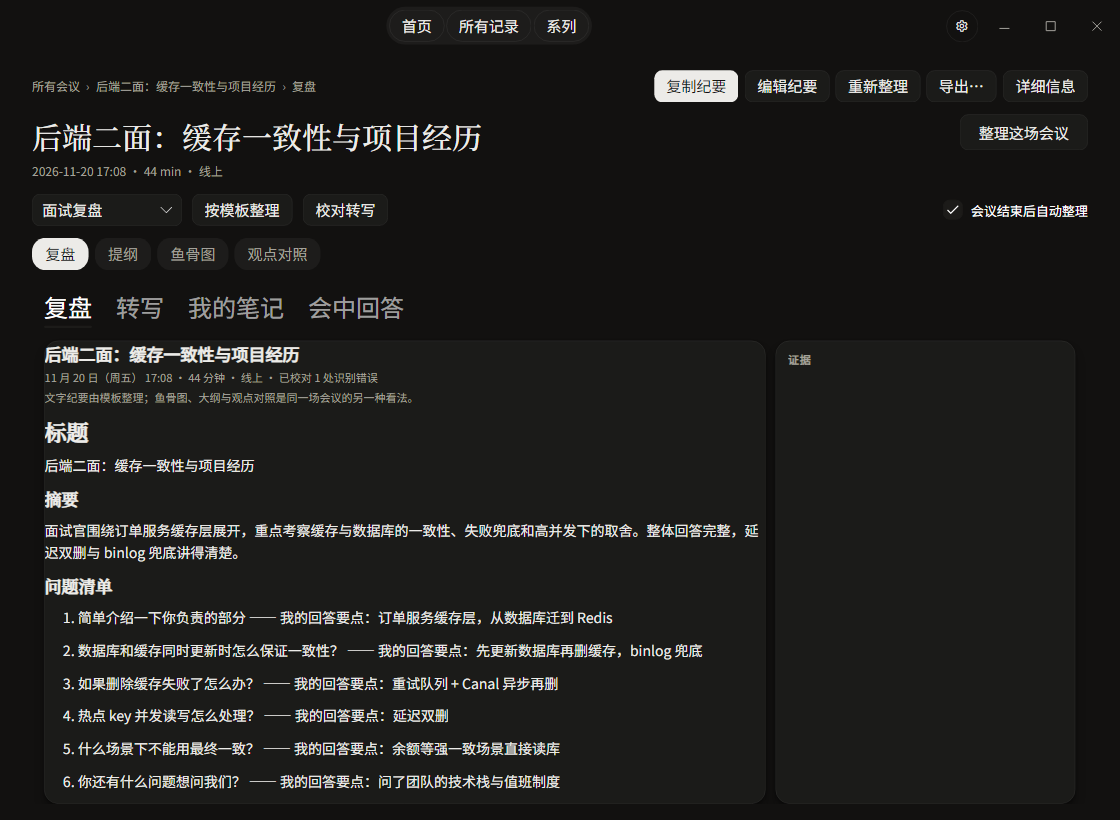 首页 所有记录 系列
所有会议 › 后端二面：缓存一致性与项目经历 › 复盘
复制纪要 编辑纪要 重新整理 导出… 详细信息
后端二面：缓存一致性与项目经历
整理这场会议
2026-11-20 17:08 · 44 min · 线上
面试复盘 按模板整理 校对转写
会议结束后自动整理
复盘 提纲 鱼骨图 观点对照
复盘 转写 我的笔记 会中回答
后端二面：缓存一致性与项目经历
11 月 20 日（周五） 17:08 · 44 分钟 · 线上 · 已校对 1 处识别错误
文字纪要由模板整理；鱼骨图、大纲与观点对照是同一场会议的另一种看法。
标题
后端二面：缓存一致性与项目经历
摘要
面试官围绕订单服务缓存层展开，重点考察缓存与数据库的一致性、失败兜底和高并发下的取舍。整体回答完整，延
迟双删与 binlog 兜底讲得清楚。
问题清单
1. 简单介绍一下你负责的部分 —— 我的回答要点：订单服务缓存层，从数据库迁到 Redis
2. 数据库和缓存同时更新时怎么保证一致性？ —— 我的回答要点：先更新数据库再删缓存，binlog 兜底
3. 如果删除缓存失败了怎么办？ —— 我的回答要点：重试队列 + Canal 异步再删
4. 热点 key 并发读写怎么处理？ —— 我的回答要点：延迟双删
5. 什么场景下不能用最终一致？ —— 我的回答要点：余额等强一致场景直接读库
6. 你还有什么问题想问我们？ —— 我的回答要点：问了团队的技术栈与值班制度
证据